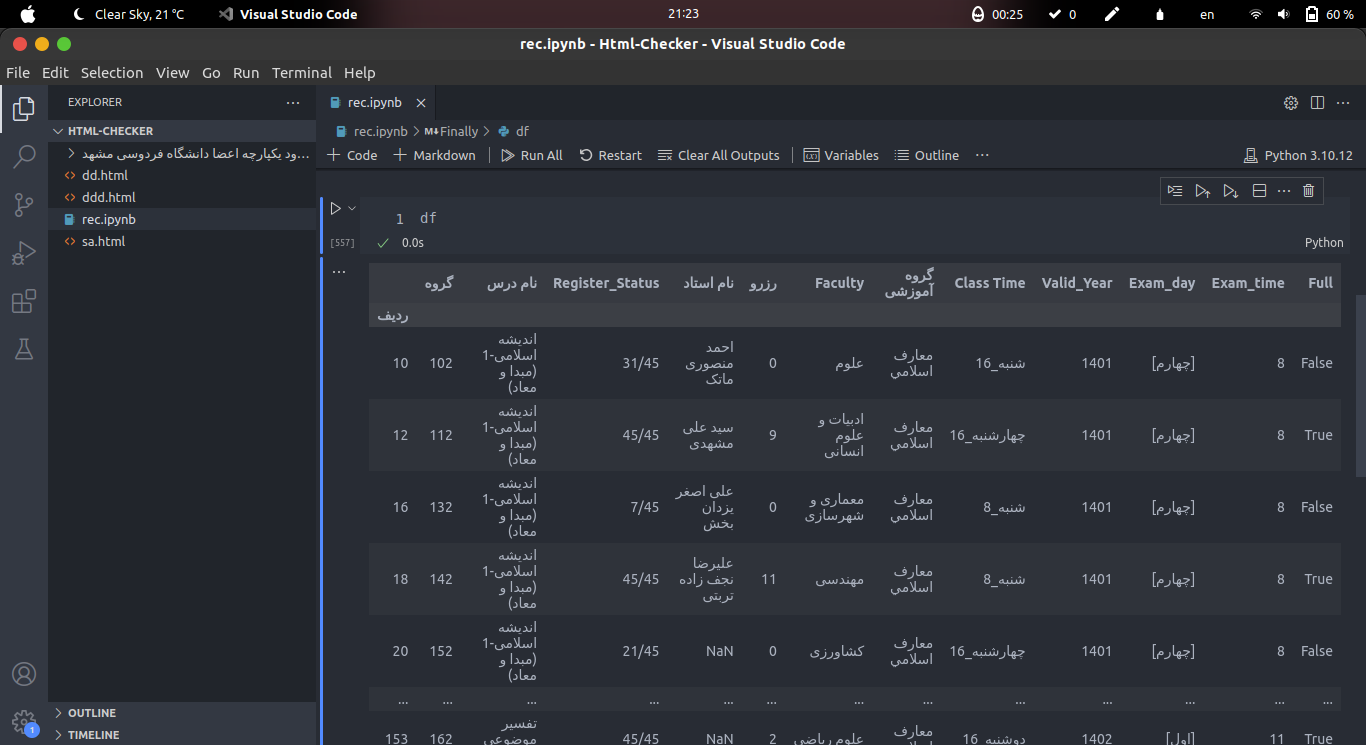 Clear Sky, 21 °C
Visual Studio Code
21:23
00:25
0
en
60 %
rec.ipynb - Html-Checker - Visual Studio Code
File Edit Selection View Go Run Terminal Help
EXPLORER
HTML-CHECKER
ود یکپارچه اعضا دانشگاه فردوسی مشهد...
dd.html
ddd.html
rec.ipynb
sa.html
OUTLINE
TIMELINE
1
rec.ipynb
rec.ipynb > M↓Finally > df
Code Markdown Run All Restart Clear All Outputs Variables Outline ... Python 3.10.12
1 df
[557] 0.0s Python
گروه نام درس Register_Status نام استاد رزرو Faculty گروه Class Time Valid_Year Exam_day Exam_time Full
آموزشی
ردیف
10 102 اندیشه 31/45 احمد 0 علوم معارف شنبه_16 1401 [چهارم] 8 False
اسلامی-1 منصوری اسلامي
(مبدا و ماتک
معاد)
12 112 اندیشه 45/45 سید علی 9 ادبیات و معارف چهارشنبه_16 1401 [چهارم] 8 True
اسلامی-1 مشهدی علوم اسلامي
(مبدا و انسانی
معاد)
16 132 اندیشه 7/45 علی اصغر 0 معماری و معارف شنبه_8 1401 [چهارم] 8 False
اسلامی-1 یزدان شهرسازی اسلامي
(مبدا و بخش
معاد)
18 142 اندیشه 45/45 علیرضا 11 مهندسی معارف شنبه_8 1401 [چهارم] 8 True
اسلامی-1 نجف زاده اسلامي
(مبدا و تربتی
معاد)
20 152 اندیشه 21/45 NaN 0 کشاورزی معارف چهارشنبه_16 1401 [چهارم] 8 False
اسلامی-1 اسلامي
(مبدا و
معاد)
... ... ... ... ... ... ... ... ... ... ... ... ...
153 162 تفسیر 45/45 NaN 2 علوم ریاضی معارف دوشنبه_16 1402 [اول] 11 True
موضوعی اسلامي